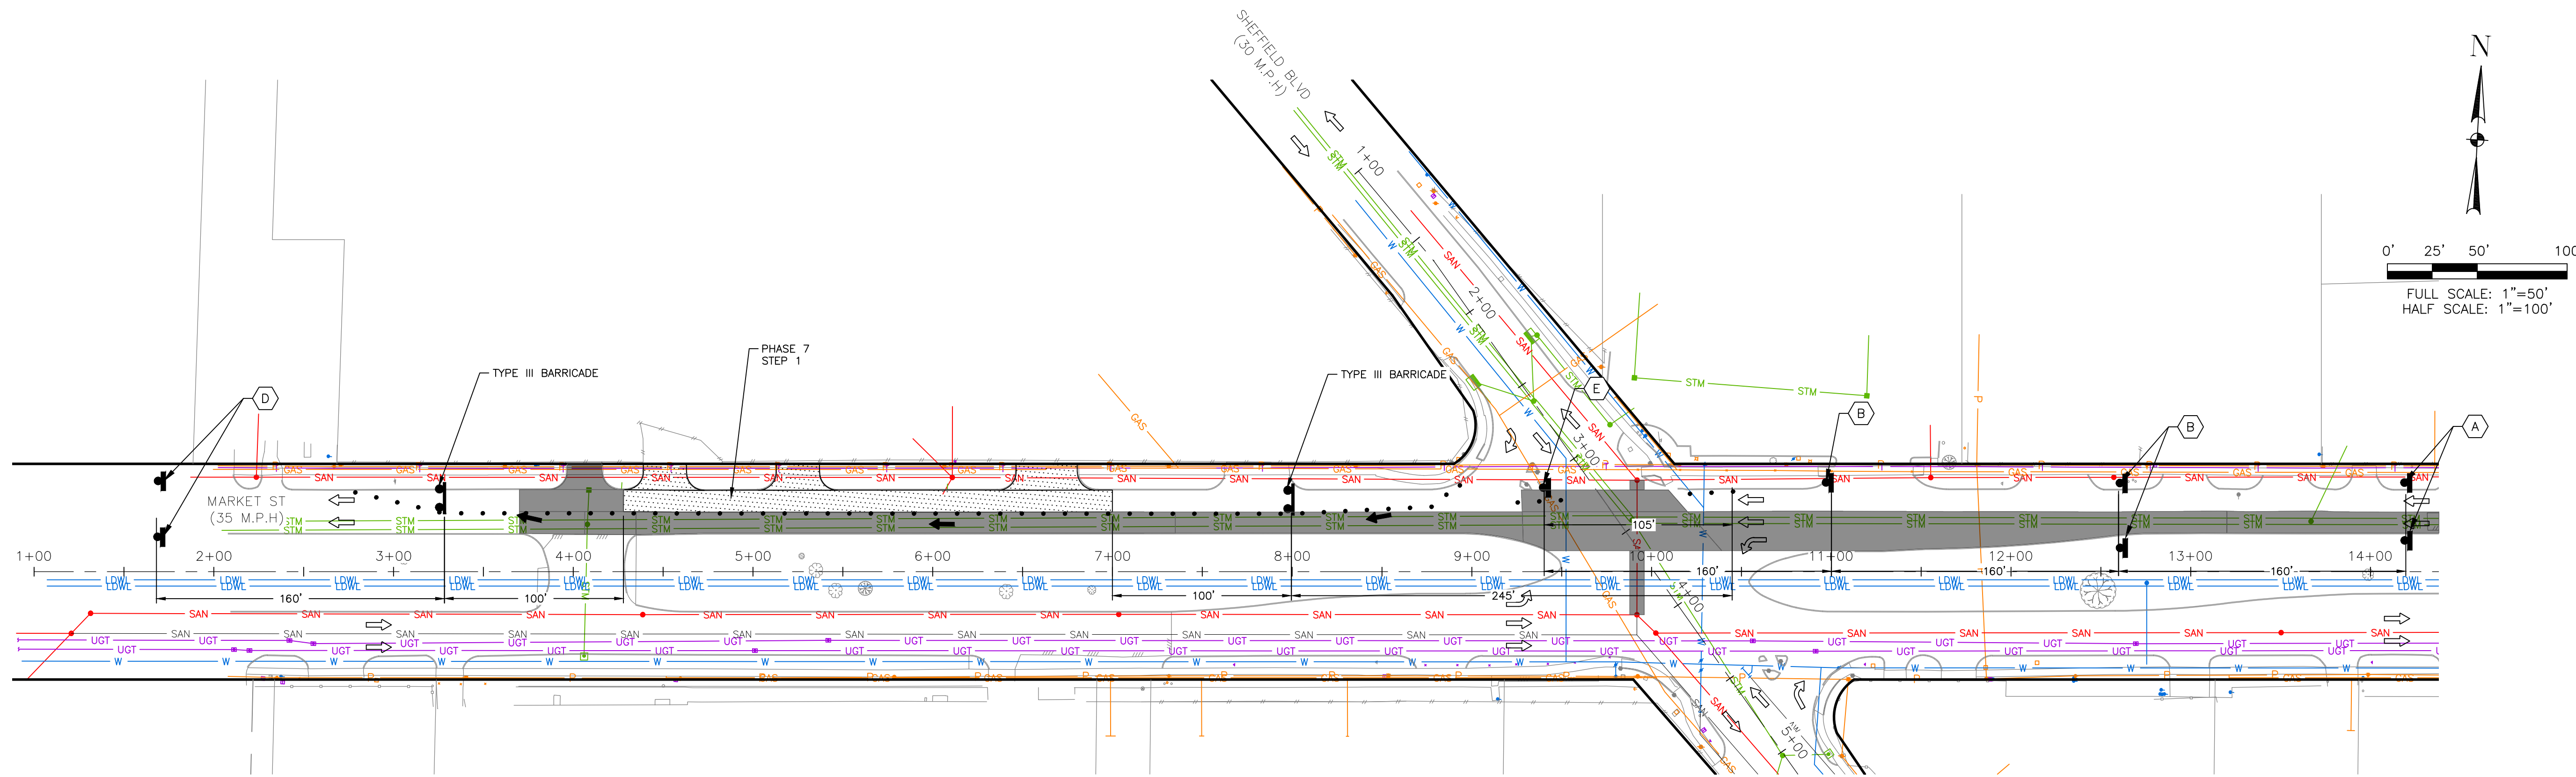 SHEFFIELD BLVD
(30 M.P.H)
N
0' 25' 50' 100
FULL SCALE: 1"=50'
HALF SCALE: 1"=100'
1+00
2+00
3+00
4+00
5+00
PHASE 7
STEP 1
TYPE III BARRICADE
TYPE III BARRICADE
D
E
B
B
A
MARKET ST
(35 M.P.H)
GAS
SAN
STM
W
P
105'
1+00 2+00 3+00 4+00 5+00 6+00 7+00 8+00 9+00 10+00 11+00 12+00 13+00 14+00
160' 160' 160'
LDWL
160' 100' 100' 245'
SAN
UGT
W
P
GAS
STM